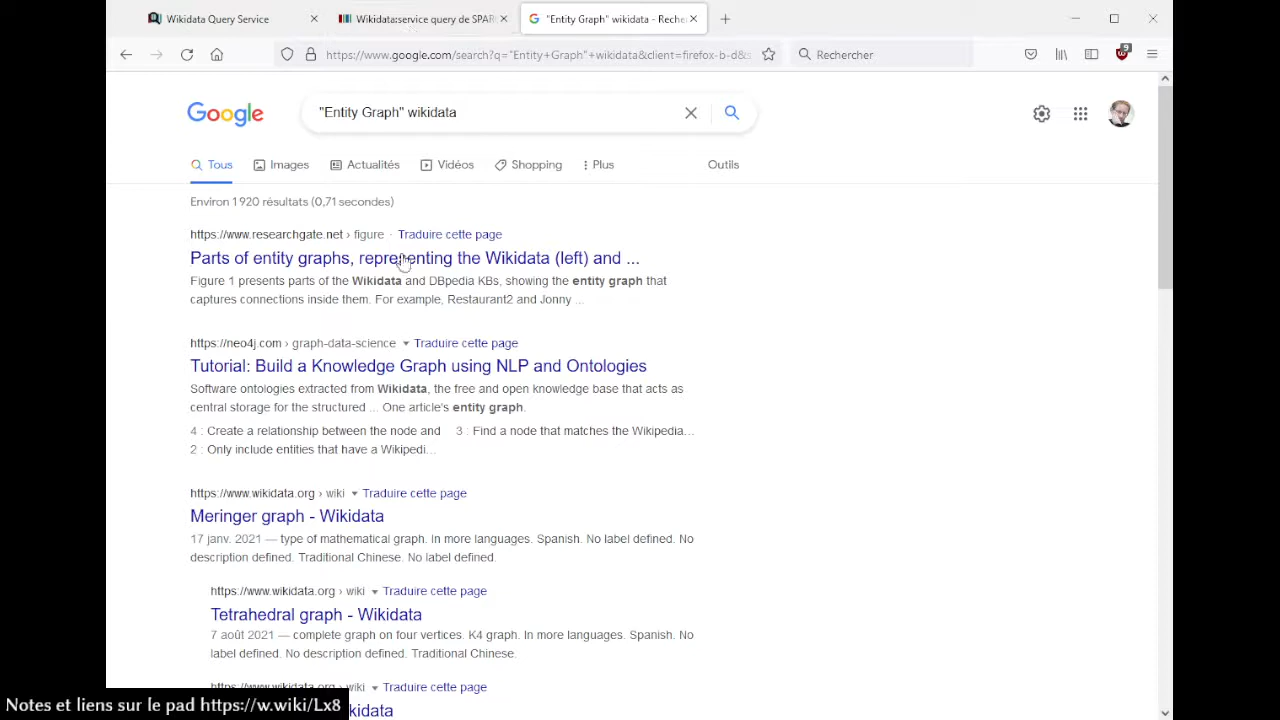 Wikidata Query Service
Wikidata:service query de SPAR
"Entity Graph" wikidata - Reche
https://www.google.com/search?q="Entity+Graph"+wikidata&client=firefox-b-d&s
Rechercher
9
Google
"Entity Graph" wikidata
Tous
Images
Actualités
Vidéos
Shopping
Plus
Outils
Environ 1 920 résultats (0,71 secondes)
https://www.researchgate.net › figure · Traduire cette page
Parts of entity graphs, representing the Wikidata (left) and ...
Figure 1 presents parts of the Wikidata and DBpedia KBs, showing the entity graph that
captures connections inside them. For example, Restaurant2 and Jonny ...
https://neo4j.com › graph-data-science Traduire cette page
Tutorial: Build a Knowledge Graph using NLP and Ontologies
Software ontologies extracted from Wikidata, the free and open knowledge base that acts as
central storage for the structured ... One article's entity graph.
4 : Create a relationship between the node and 3 : Find a node that matches the Wikipedia...
2 : Only include entities that have a Wikipedi...
https://www.wikidata.org › wiki Traduire cette page
Meringer graph - Wikidata
17 janv. 2021 — type of mathematical graph. In more languages. Spanish. No label defined. No
description defined. Traditional Chinese. No label defined.
https://www.wikidata.org › wiki Traduire cette page
Tetrahedral graph - Wikidata
7 août 2021 — complete graph on four vertices. K4 graph. In more languages. Spanish. No
label defined. No description defined. Traditional Chinese.
https://www.wikidata.org › wiki Traduire cette page
kidata
Notes et liens sur le pad https://w.wiki/Lx8